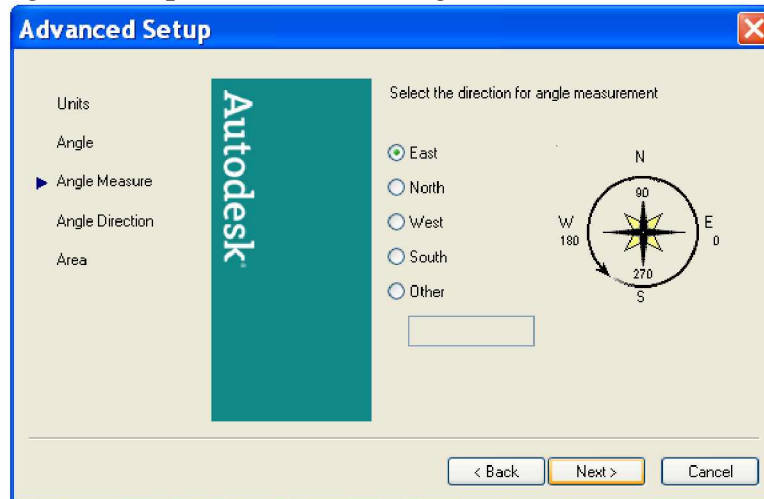 Advanced Setup
Units
Angle
Angle Measure
Angle Direction
Area
Autodesk
Select the direction for angle measurement
East
North
West
South
Other
N
90
W
180
E
0
270
S
< Back
Next >
Cancel